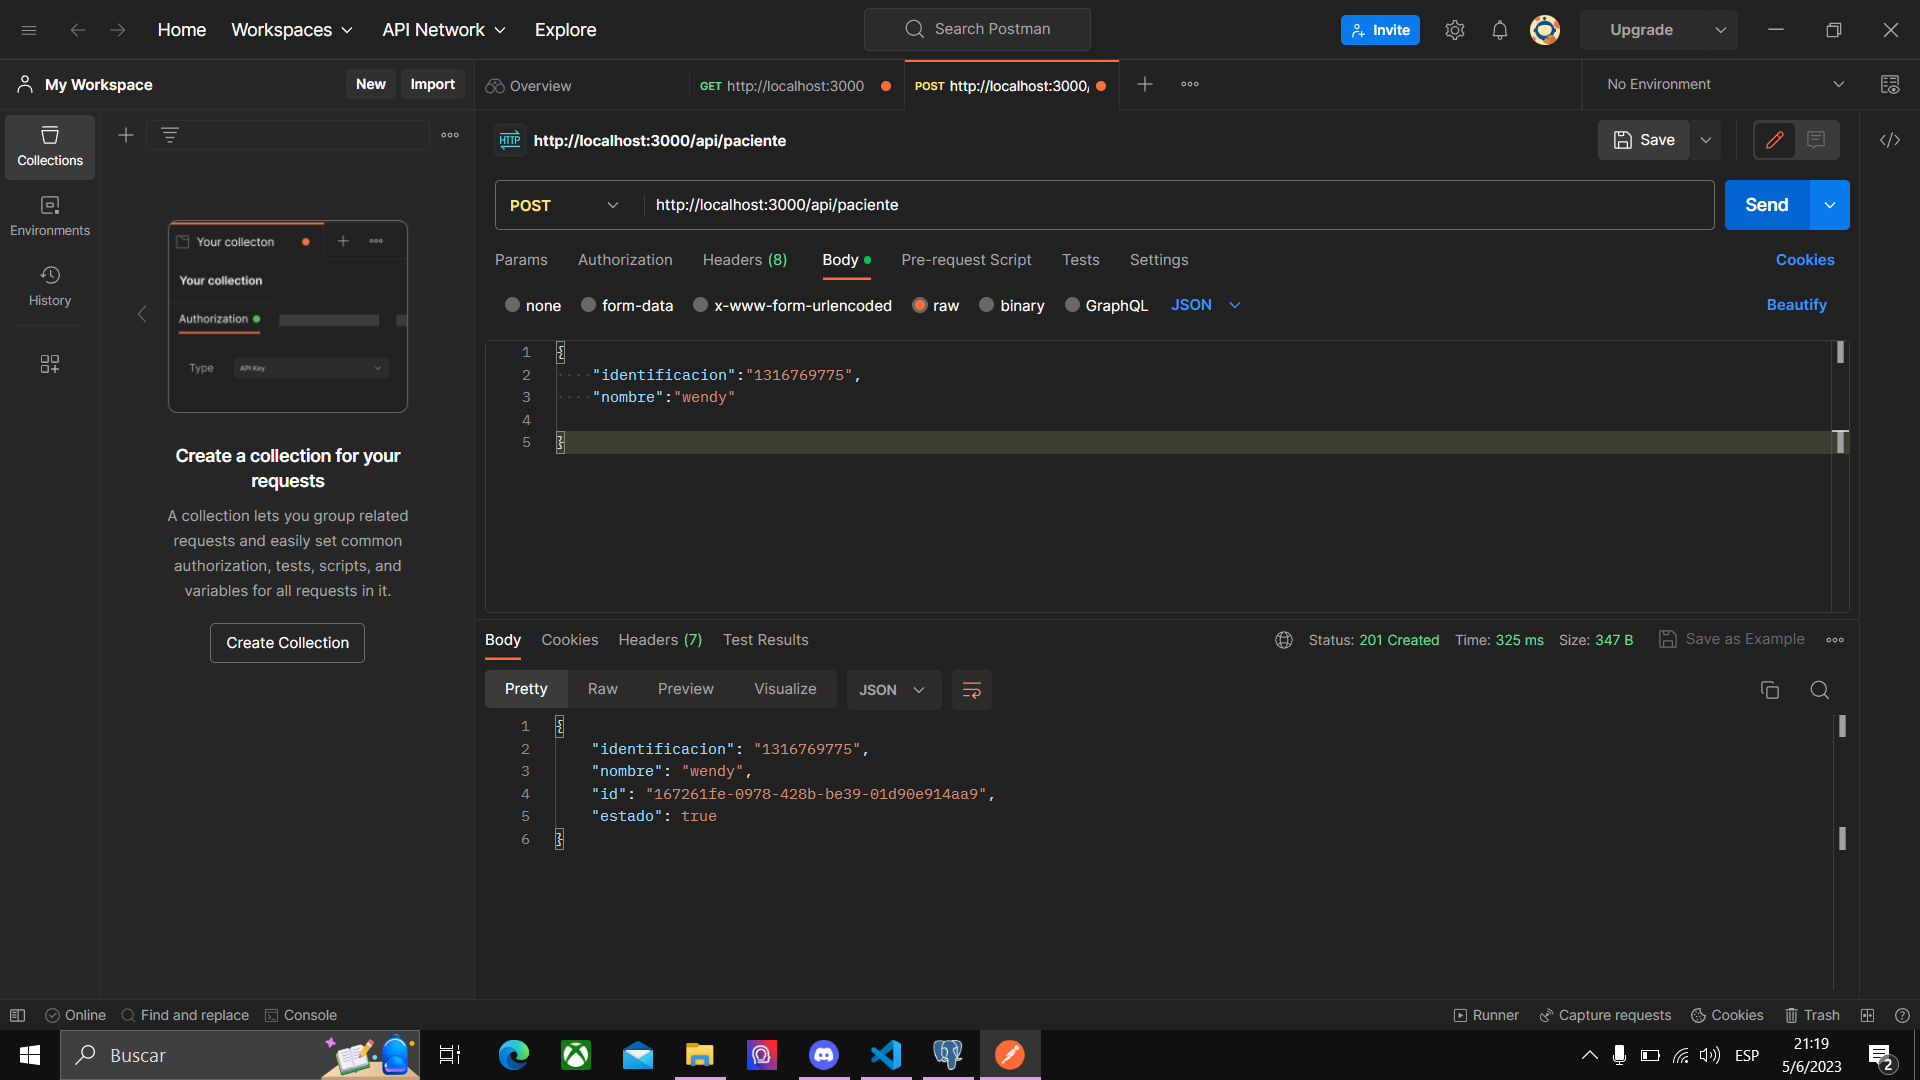 Home Workspaces API Network Explore Search Postman Invite Upgrade
My Workspace New Import Overview GET http://localhost:3000 POST http://localhost:3000/ No Environment
HTTP http://localhost:3000/api/paciente Save
Collections
Environments
History
POST http://localhost:3000/api/paciente Send
Params Authorization Headers (8) Body Pre-request Script Tests Settings Cookies
none form-data x-www-form-urlencoded raw binary GraphQL JSON Beautify
1 {
2 "identificacion":"1316769775",
3 "nombre":"wendy"
4
5 }
Your collecton
Your collection
Authorization
Type API Key
Create a collection for your
requests
A collection lets you group related
requests and easily set common
authorization, tests, scripts, and
variables for all requests in it.
Create Collection
Body Cookies Headers (7) Test Results Status: 201 Created Time: 325 ms Size: 347 B Save as Example
Pretty Raw Preview Visualize JSON
1 {
2 "identificacion": "1316769775",
3 "nombre": "wendy",
4 "id": "167261fe-0978-428b-be39-01d90e914aa9",
5 "estado": true
6 }
Online Find and replace Console Runner Capture requests Cookies Trash
Buscar ESP 21:19
5/6/2023 2